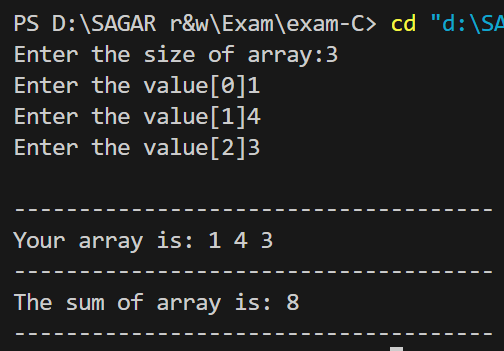 PS D:\SAGAR r&w\Exam\exam-C> cd "d:\SA
Enter the size of array:3
Enter the value[0]1
Enter the value[1]4
Enter the value[2]3
--------------------------------------
Your array is: 1 4 3
--------------------------------------
The sum of array is: 8
--------------------------------------